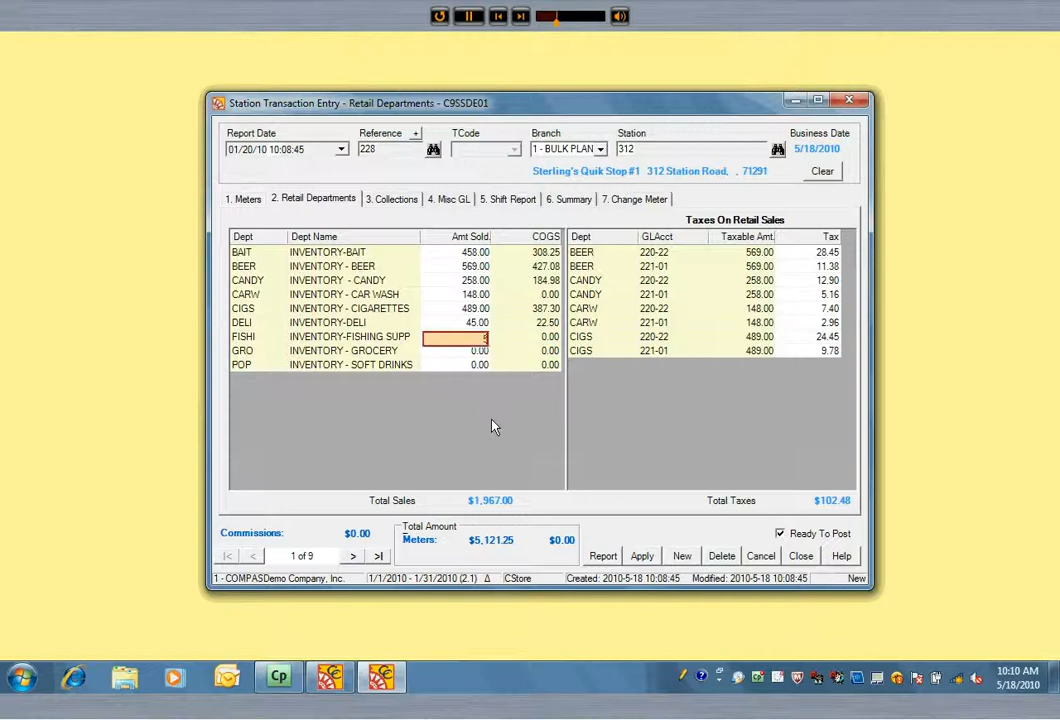 Station Transaction Entry - Retail Departments - C9SSDE01
Report Date Reference + TCode Branch Station Business Date
01/20/10 10:08:45 228 1 - BULK PLAN 312 5/18/2010
Sterling's Quik Stop #1 312 Station Road, , 71291 Clear
1. Meters 2. Retail Departments 3. Collections 4. Misc GL 5. Shift Report 6. Summary 7. Change Meter
Taxes On Retail Sales
Dept Dept Name Amt Sold. COGS Dept GLAcct Taxable Amt. Tax
BAIT INVENTORY-BAIT 458.00 308.25 BEER 220-22 569.00 28.45
BEER INVENTORY - BEER 569.00 427.08 BEER 221-01 569.00 11.38
CANDY INVENTORY - CANDY 258.00 184.98 CANDY 220-22 258.00 12.90
CARW INVENTORY - CAR WASH 148.00 0.00 CANDY 221-01 258.00 5.16
CIGS INVENTORY - CIGARETTES 489.00 387.30 CARW 220-22 148.00 7.40
DELI INVENTORY-DELI 45.00 22.50 CARW 221-01 148.00 2.96
FISHI INVENTORY-FISHING SUPP 0.00 CIGS 220-22 489.00 24.45
GRO INVENTORY - GROCERY 0.00 0.00 CIGS 221-01 489.00 9.78
POP INVENTORY - SOFT DRINKS 0.00 0.00
Total Sales $1,967.00 Total Taxes $102.48
Commissions: $0.00 Total Amount Ready To Post
Meters: $5,121.25 $0.00
|< < 1 of 9 > >| Report Apply New Delete Cancel Close Help
1 - COMPASDemo Company, Inc. 1/1/2010 - 1/31/2010 (2.1) Δ CStore Created: 2010-5-18 10:08:45 Modified: 2010-5-18 10:08:45 New
Cp
10:10 AM
5/18/2010